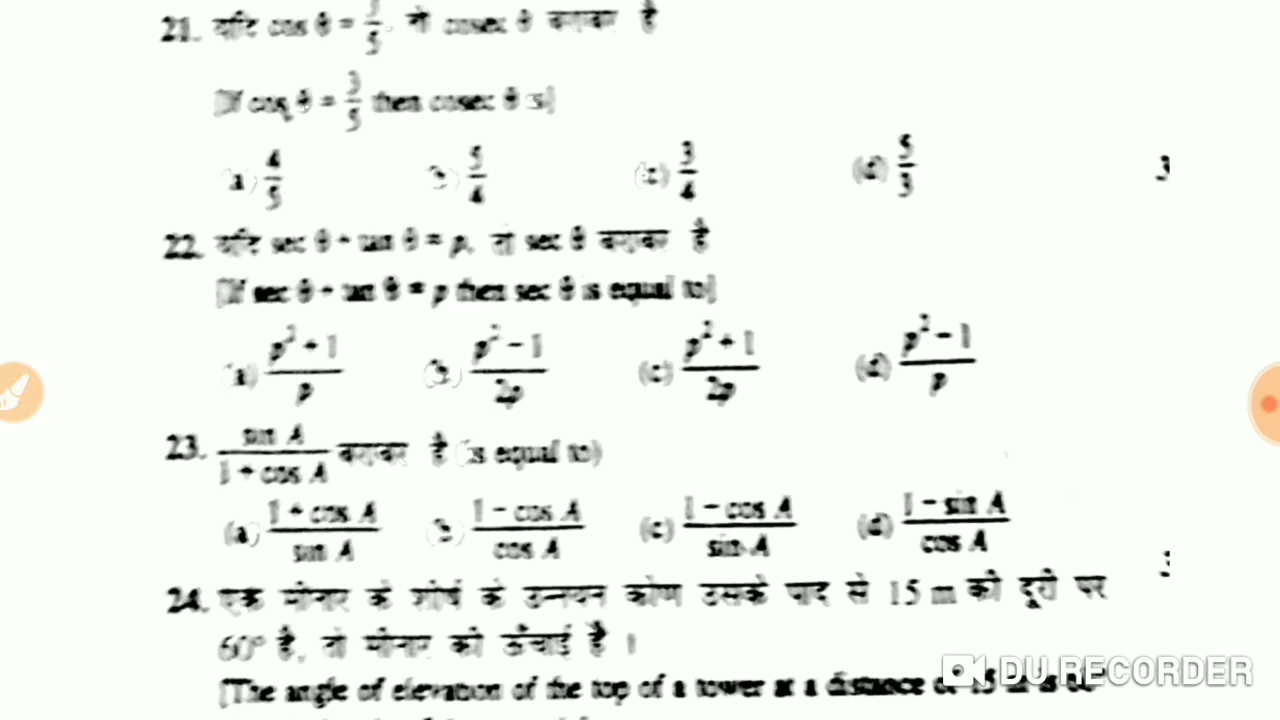 21. यदि cos θ = 3/5, तो cosec θ बराबर है
[If cos θ = 3/5 then cosec θ is]
(a) 4/5 (b) 5/4 (c) 3/4 (d) 5/3
22. यदि sec θ + tan θ = p, तो sec θ बराबर है
[If sec θ + tan θ = p then sec θ is equal to]
(a) p² + 1/p (b) p² − 1/2p (c) p² + 1/2p (d) p² − 1/p
23. sin A/1 + cos A बराबर है (is equal to)
(a) 1 + cos A/sin A (b) 1 − cos A/cos A (c) 1 − cos A/sin A (d) 1 − sin A/cos A
24. एक मीनार के शीर्ष के उन्नयन कोण उसके पाद से 15 m की दूरी पर
60° है, तो मीनार की ऊँचाई है ।
[The angle of elevation of the top of a tower at a distance of 15 m is 60°
DU RECORDER